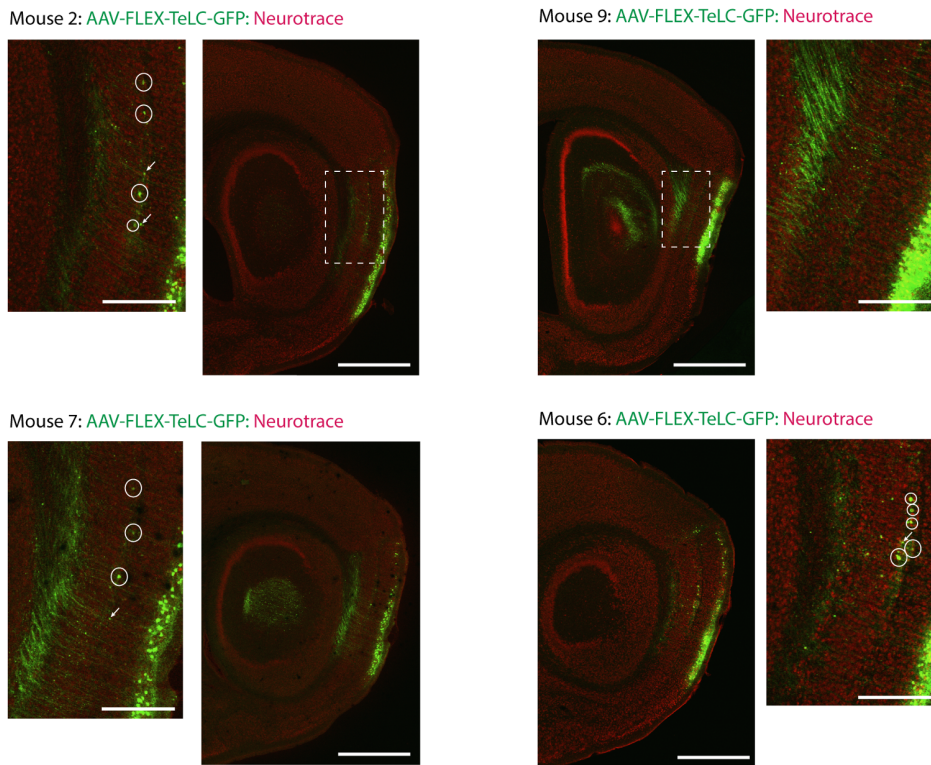 Mouse 2: AAV-FLEX-TeLC-GFP: Neurotrace
Mouse 9: AAV-FLEX-TeLC-GFP: Neurotrace
Mouse 7: AAV-FLEX-TeLC-GFP: Neurotrace
Mouse 6: AAV-FLEX-TeLC-GFP: Neurotrace